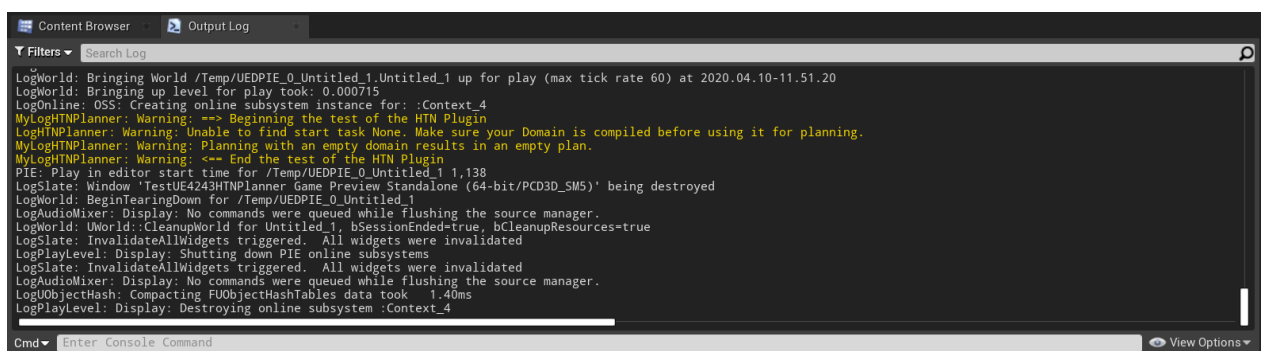 Content Browser Output Log
Filters Search Log
LogWorld: Bringing World /Temp/UEDPIE_0_Untitled_1.Untitled_1 up for play (max tick rate 60) at 2020.04.10-11.51.20
LogWorld: Bringing up level for play took: 0.000715
LogOnline: OSS: Creating online subsystem instance for: :Context_4
MyLogHTNPlanner: Warning: ==> Beginning the test of the HTN Plugin
LogHTNPlanner: Warning: Unable to find start task None. Make sure your Domain is compiled before using it for planning.
MyLogHTNPlanner: Warning: Planning with an empty domain results in an empty plan.
MyLogHTNPlanner: Warning: <== End the test of the HTN Plugin
PIE: Play in editor start time for /Temp/UEDPIE_0_Untitled_1 1,138
LogSlate: Window 'TestUE4243HTNPlanner Game Preview Standalone (64-bit/PCD3D_SM5)' being destroyed
LogWorld: BeginTearingDown for /Temp/UEDPIE_0_Untitled_1
LogAudioMixer: Display: No commands were queued while flushing the source manager.
LogWorld: UWorld::CleanupWorld for Untitled_1, bSessionEnded=true, bCleanupResources=true
LogSlate: InvalidateAllWidgets triggered.  All widgets were invalidated
LogPlayLevel: Display: Shutting down PIE online subsystems
LogSlate: InvalidateAllWidgets triggered.  All widgets were invalidated
LogAudioMixer: Display: No commands were queued while flushing the source manager.
LogUObjectHash: Compacting FUObjectHashTables data took   1.40ms
LogPlayLevel: Display: Destroying online subsystem :Context_4
Cmd Enter Console Command View Options